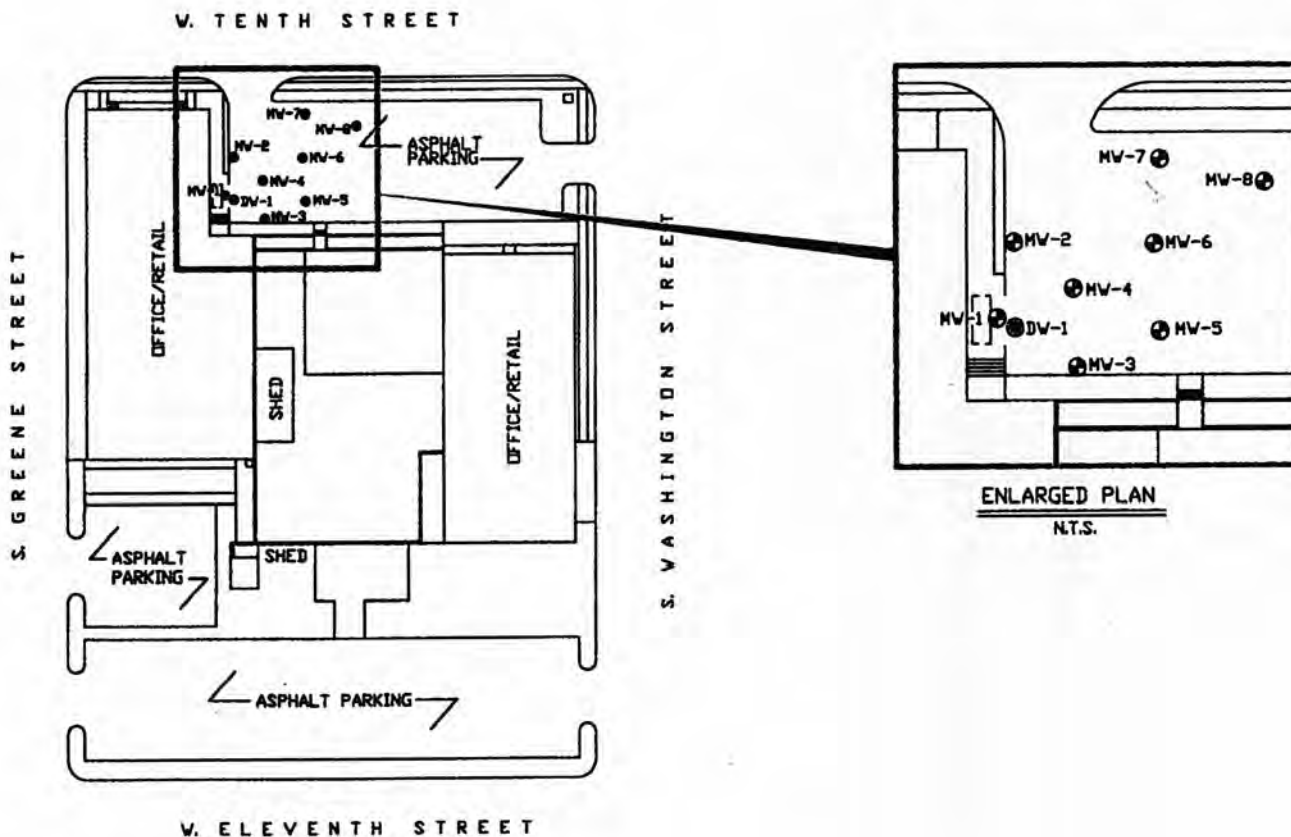 W. TENTH STREET
MW-7
MW-8
MW-2
MW-6
ASPHALT
PARKING
MW-4
MW-1
DW-1
MW-5
MW-3
S. GREENE STREET
OFFICE/RETAIL
SHED
OFFICE/RETAIL
S. WASHINGTON STREET
ASPHALT
PARKING
SHED
ASPHALT PARKING
W. ELEVENTH STREET
MW-7
MW-8
MW-2
MW-6
MW-4
MW-1
DW-1
MW-5
MW-3
ENLARGED PLAN
N.T.S.